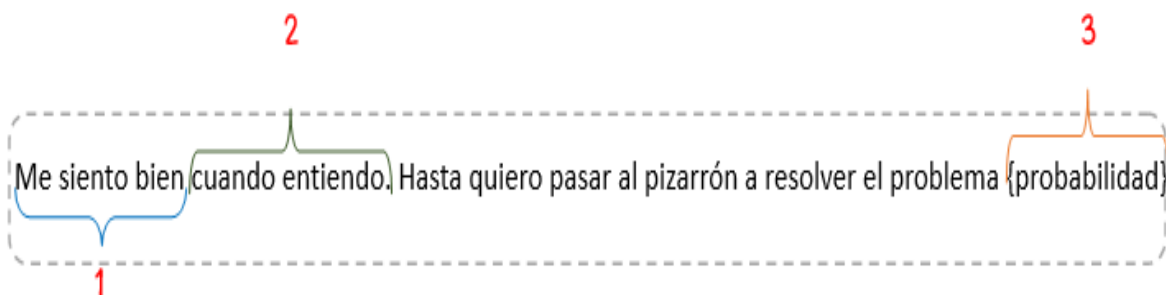 2 3
Me siento bien cuando entiendo. Hasta quiero pasar al pizarrón a resolver el problema {probabilidad}
1